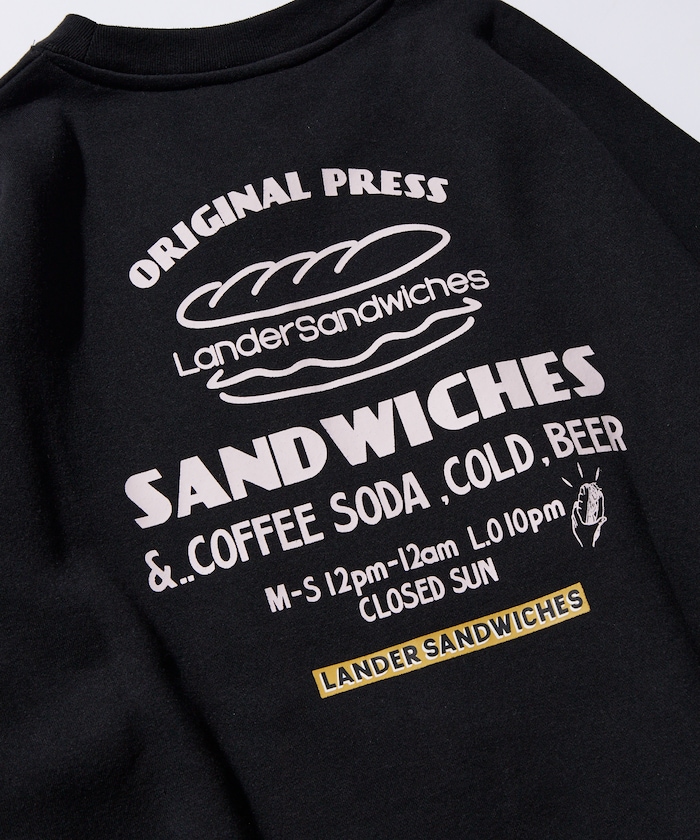 ORIGINAL PRESS
LanderSandwiches
SANDWICHES
&..COFFEE SODA ,COLD ,BEER
M-S 12pm-12am L.O 10pm
CLOSED SUN
LANDER SANDWICHES